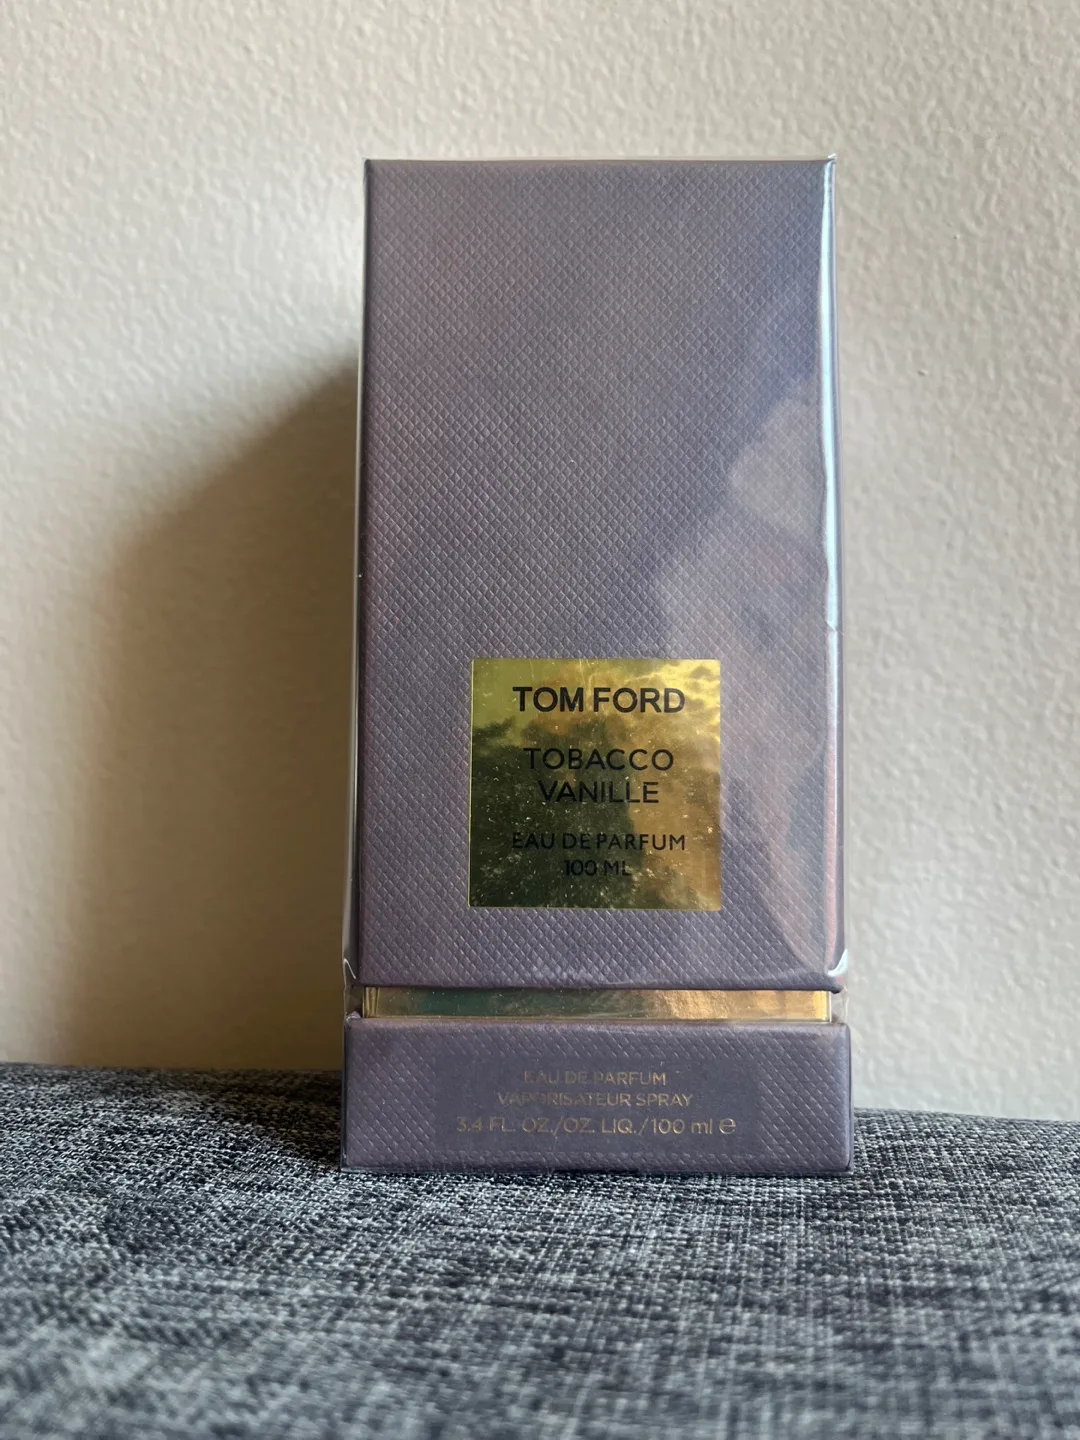 TOM FORD
TOBACCO
VANILLE
EAU DE PARFUM
100 ML
EAU DE PARFUM
VAPORISATEUR SPRAY
3.4 FL. OZ./OZ. LIQ./100 ml ℮